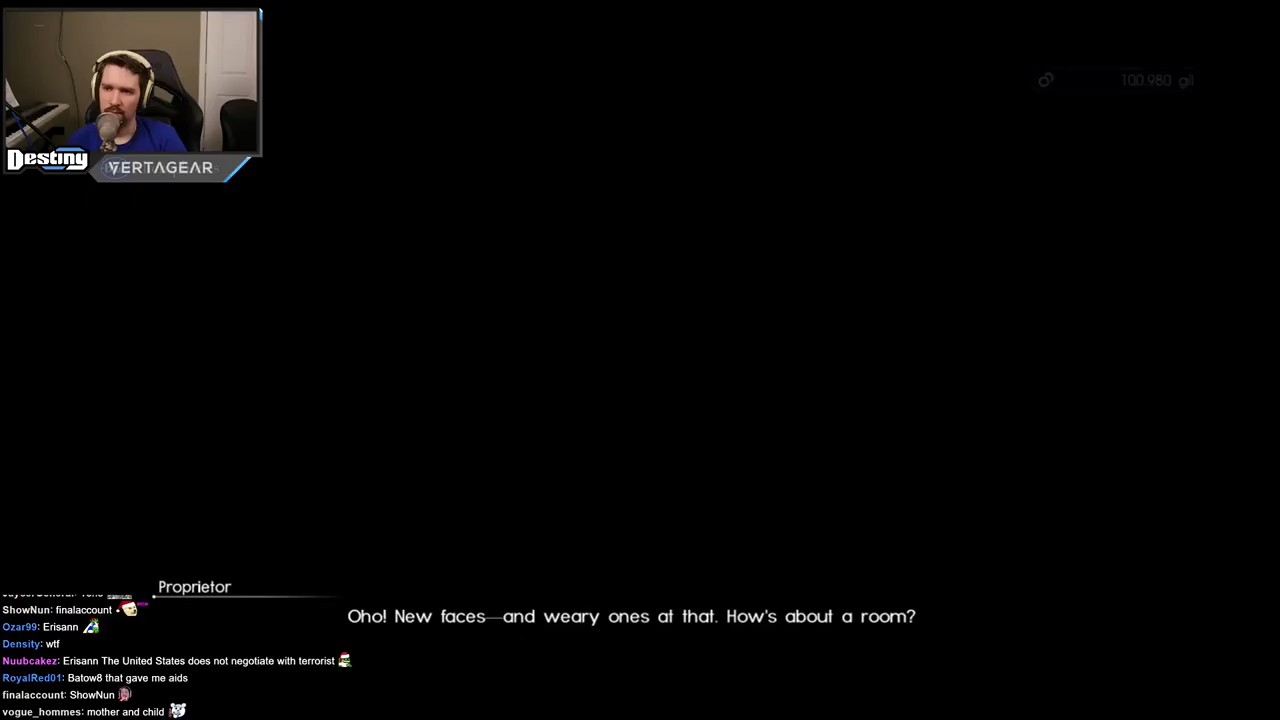 100,980 gil
Destiny
VERTAGEAR
Proprietor
Oho! New faces—and weary ones at that. How's about a room?
ShowNun: finalaccount
Ozar99: Erisann
Density: wtf
Nuubcakez: Erisann The United States does not negotiate with terrorist
RoyalRed01: Batow8 that gave me aids
finalaccount: ShowNun
vogue_hommes: mother and child